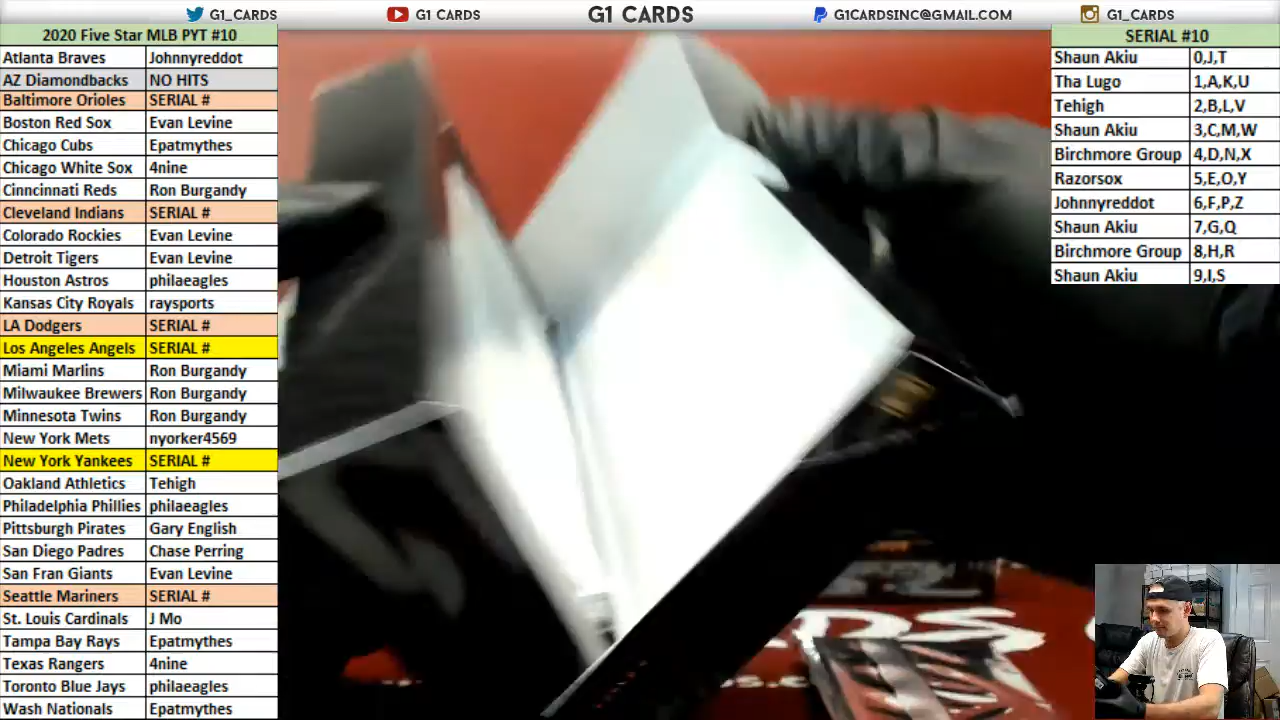 G1_CARDS G1 CARDS G1 CARDS G1CARDSINC@GMAIL.COM G1_CARDS
2020 Five Star MLB PYT #10
Atlanta Braves Johnnyreddot
AZ Diamondbacks NO HITS
Baltimore Orioles SERIAL #
Boston Red Sox Evan Levine
Chicago Cubs Epatmythes
Chicago White Sox 4nine
Cinncinnati Reds Ron Burgandy
Cleveland Indians SERIAL #
Colorado Rockies Evan Levine
Detroit Tigers Evan Levine
Houston Astros philaeagles
Kansas City Royals raysports
LA Dodgers SERIAL #
Los Angeles Angels SERIAL #
Miami Marlins Ron Burgandy
Milwaukee Brewers Ron Burgandy
Minnesota Twins Ron Burgandy
New York Mets nyorker4569
New York Yankees SERIAL #
Oakland Athletics Tehigh
Philadelphia Phillies philaeagles
Pittsburgh Pirates Gary English
San Diego Padres Chase Perring
San Fran Giants Evan Levine
Seattle Mariners SERIAL #
St. Louis Cardinals J Mo
Tampa Bay Rays Epatmythes
Texas Rangers 4nine
Toronto Blue Jays philaeagles
Wash Nationals Epatmythes
SERIAL #10
Shaun Akiu 0,J,T
Tha Lugo 1,A,K,U
Tehigh 2,B,L,V
Shaun Akiu 3,C,M,W
Birchmore Group 4,D,N,X
Razorsox 5,E,O,Y
Johnnyreddot 6,F,P,Z
Shaun Akiu 7,G,Q
Birchmore Group 8,H,R
Shaun Akiu 9,I,S